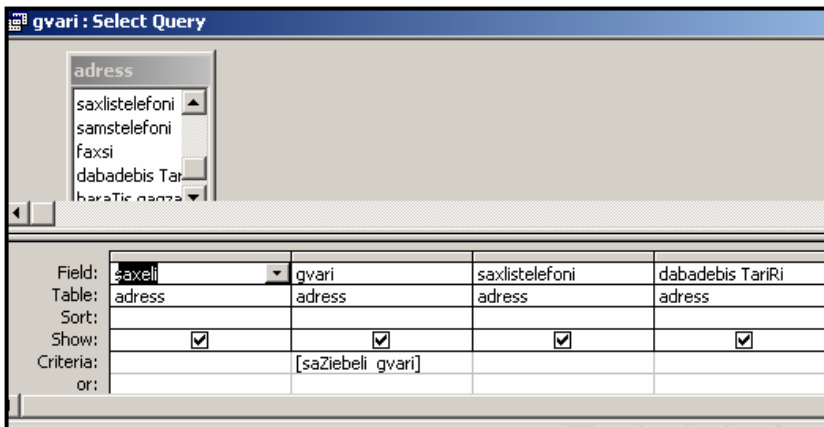 gvari : Select Query
adress
saxlistelefoni
samstelefoni
faxsi
dabadebis Tar
Field: saxeli gvari saxlistelefoni dabadebis TariRi
Table: adress adress adress adress
Sort:
Show:
Criteria: [saZiebeli gvari]
or: